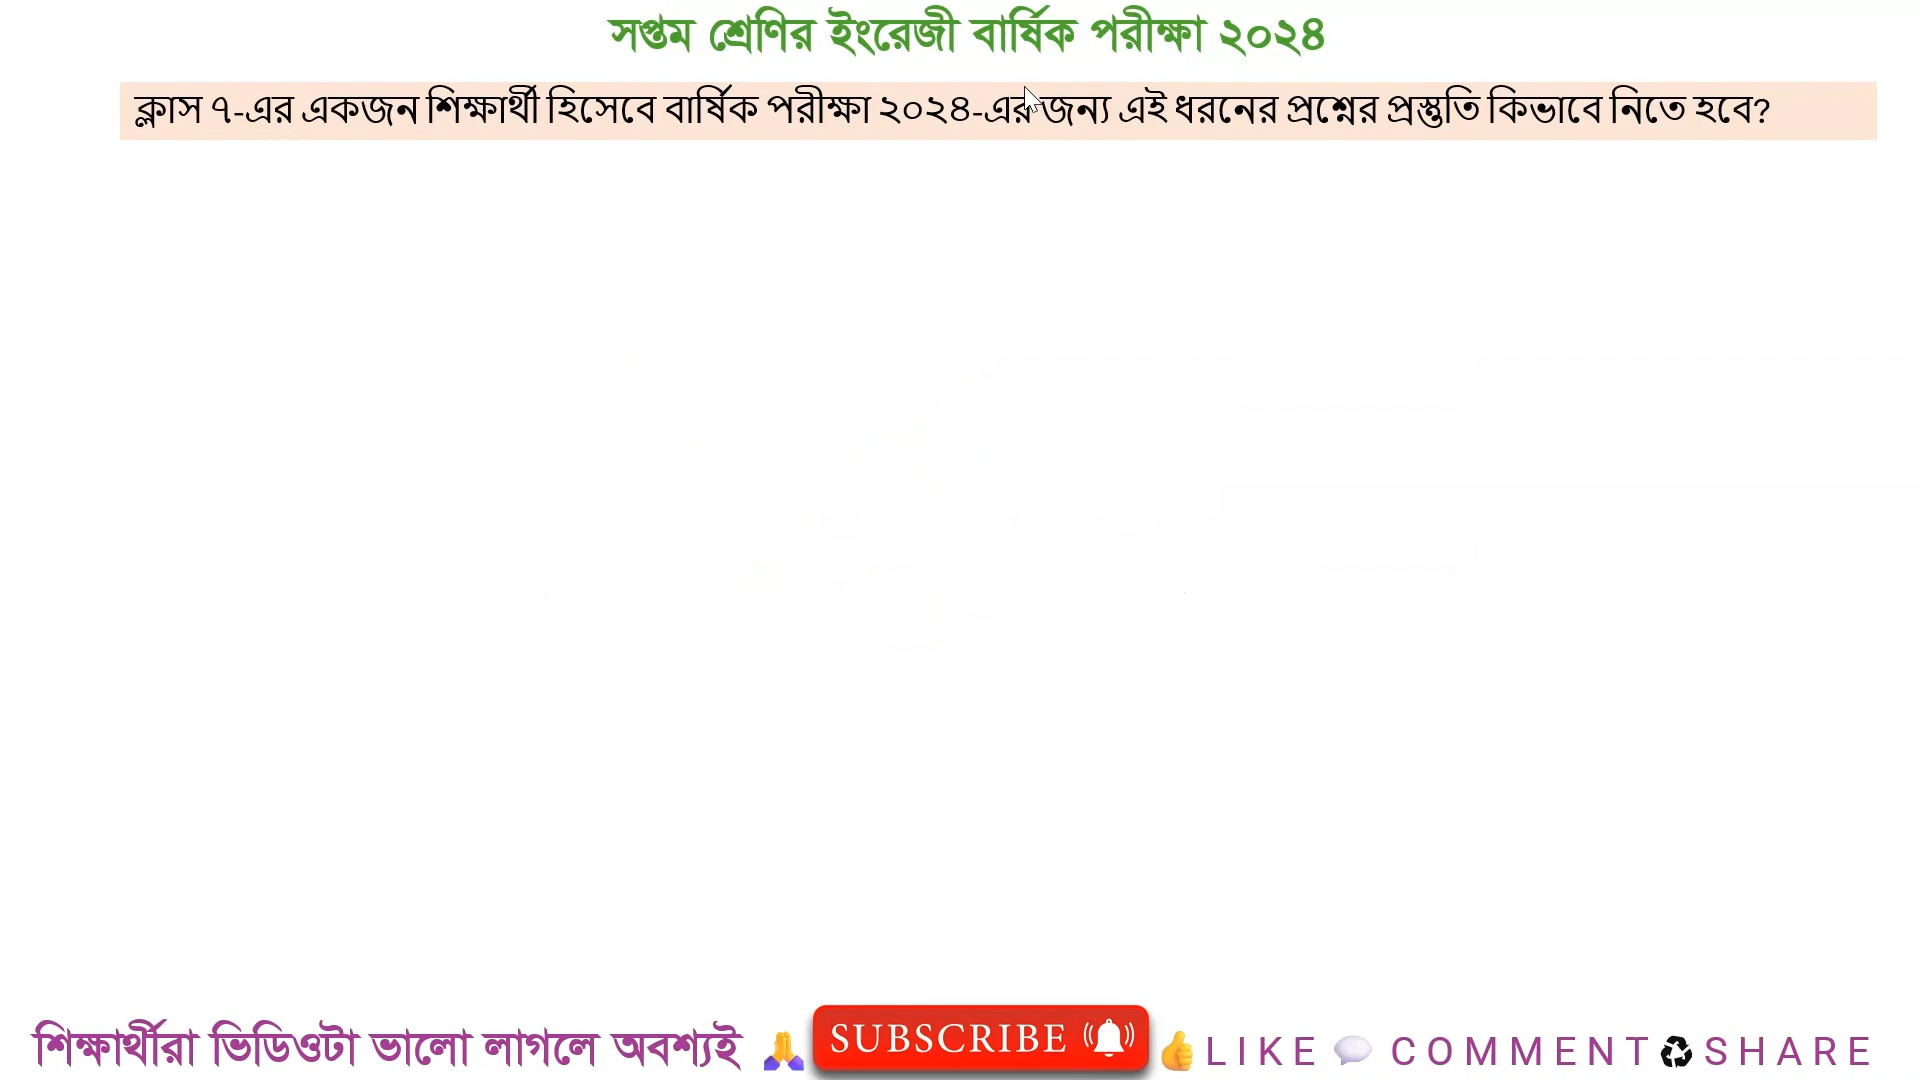 সপ্তম শ্রেণির ইংরেজী বার্ষিক পরীক্ষা ২০২৪
ক্লাস ৭-এর একজন শিক্ষার্থী হিসেবে বার্ষিক পরীক্ষা ২০২৪-এর জন্য এই ধরনের প্রশ্নের প্রস্তুতি কিভাবে নিতে হবে?
শিক্ষার্থীরা ভিডিওটা ভালো লাগলে অবশ্যই 🙏 SUBSCRIBE 👍 LIKE 💬 COMMENT ♻ SHARE